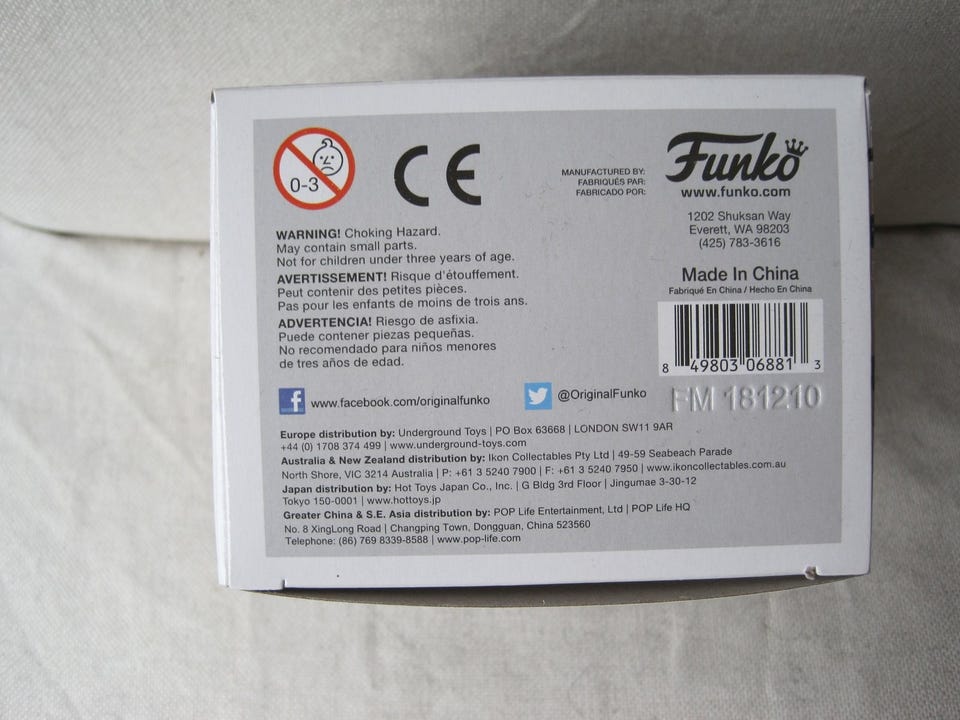 0-3
CE
MANUFACTURED BY:
FABRIQUÉS PAR:
FABRICADO POR:
Funko
www.funko.com
1202 Shuksan Way
Everett, WA 98203
(425) 783-3616
Made In China
Fabriqué En China / Hecho En China
8 49803 06881 3
FM 181210
WARNING! Choking Hazard.
May contain small parts.
Not for children under three years of age.
AVERTISSEMENT! Risque d'étouffement.
Peut contenir des petites pièces.
Pas pour les enfants de moins de trois ans.
ADVERTENCIA! Riesgo de asfixia.
Puede contener piezas pequeñas.
No recomendado para niños menores
de tres años de edad.
f www.facebook.com/originalfunko
@OriginalFunko
Europe distribution by: Underground Toys | PO Box 63668 | LONDON SW11 9AR
+44 (0) 1708 374 499 | www.underground-toys.com
Australia & New Zealand distribution by: Ikon Collectables Pty Ltd | 49-59 Seabeach Parade
North Shore, VIC 3214 Australia | P: +61 3 5240 7900 | F: +61 3 5240 7950 | www.ikoncollectables.com.au
Japan distribution by: Hot Toys Japan Co., Inc. | G Bldg 3rd Floor | Jingumae 3-30-12
Tokyo 150-0001 | www.hottoys.jp
Greater China & S.E. Asia distribution by: POP Life Entertainment, Ltd | POP Life HQ
No. 8 XingLong Road | Changping Town, Dongguan, China 523560
Telephone: (86) 769 8339-8588 | www.pop-life.com